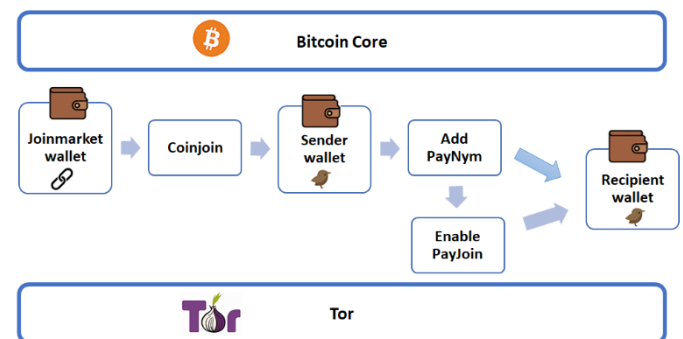 Bitcoin Core
Joinmarket
wallet
Coinjoin
Sender
wallet
Add
PayNym
Recipient
wallet
Enable
PayJoin
Tor
Tor